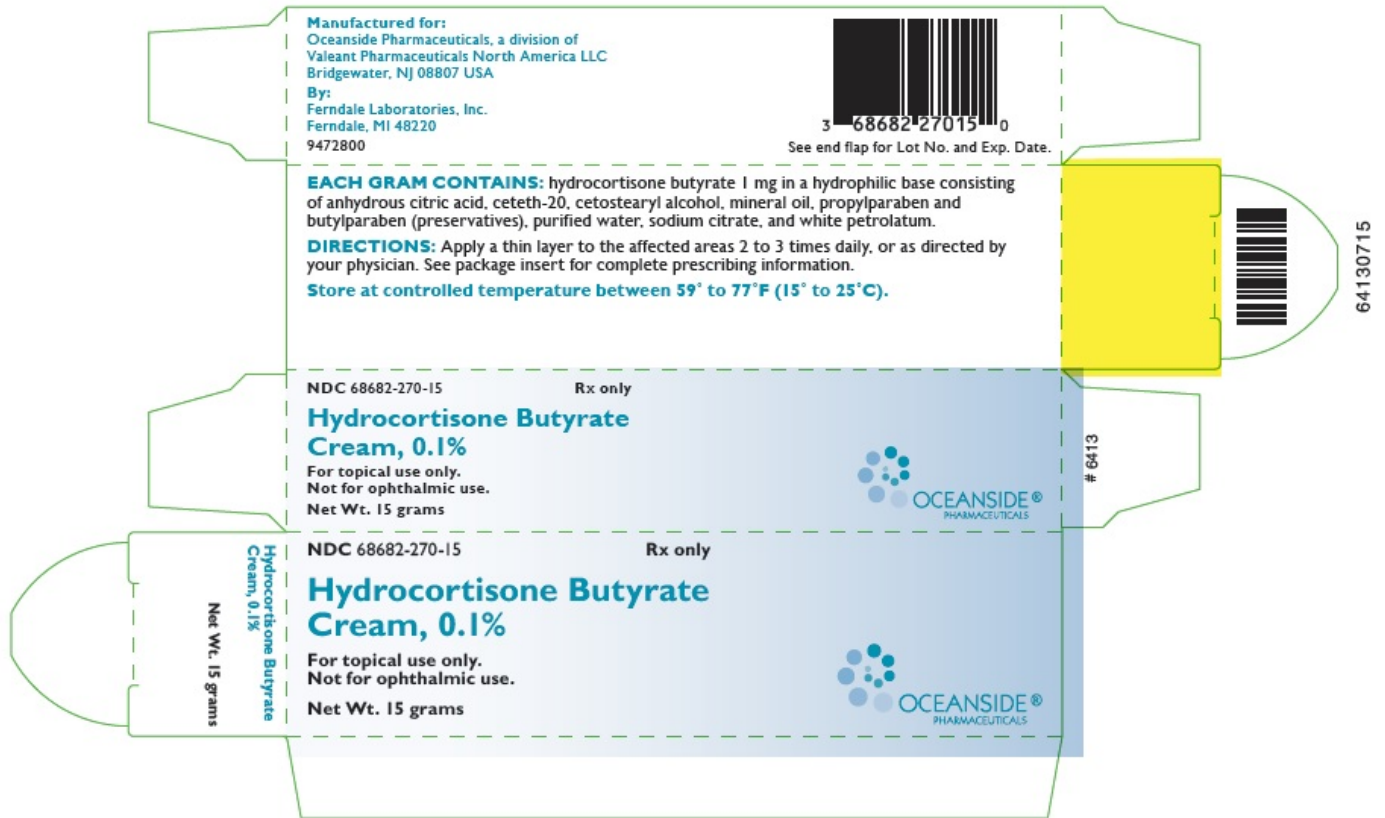 Manufactured for:
Oceanside Pharmaceuticals, a division of
Valeant Pharmaceuticals North America LLC
Bridgewater, NJ 08807 USA
By:
Ferndale Laboratories, Inc.
Ferndale, MI 48220
9472800
3 68682 27015 0
See end flap for Lot No. and Exp. Date.
EACH GRAM CONTAINS: hydrocortisone butyrate 1 mg in a hydrophilic base consisting
of anhydrous citric acid, ceteth-20, cetostearyl alcohol, mineral oil, propylparaben and
butylparaben (preservatives), purified water, sodium citrate, and white petrolatum.
DIRECTIONS: Apply a thin layer to the affected areas 2 to 3 times daily, or as directed by
your physician. See package insert for complete prescribing information.
Store at controlled temperature between 59° to 77°F (15° to 25°C).
64130715
NDC 68682-270-15 Rx only
Hydrocortisone Butyrate
Cream, 0.1%
For topical use only.
Not for ophthalmic use.
Net Wt. 15 grams
OCEANSIDE®
PHARMACEUTICALS
# 6413
NDC 68682-270-15 Rx only
Hydrocortisone Butyrate
Cream, 0.1%
For topical use only.
Not for ophthalmic use.
Net Wt. 15 grams
OCEANSIDE®
PHARMACEUTICALS
Hydrocortisone Butyrate
Cream, 0.1%
Net Wt. 15 grams